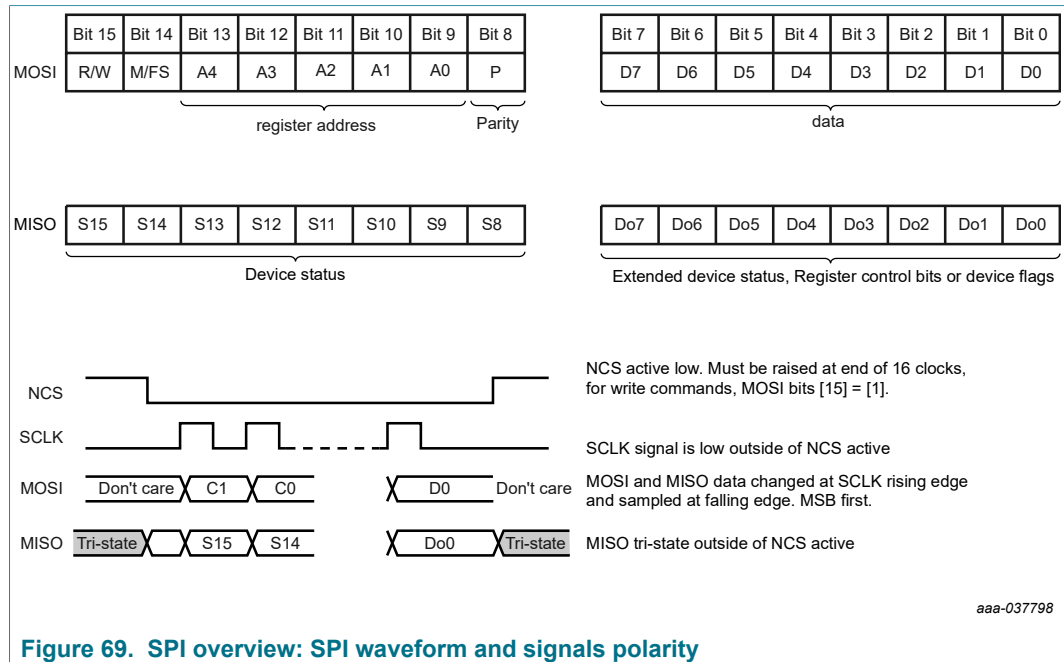 Bit 15 Bit 14 Bit 13 Bit 12 Bit 11 Bit 10 Bit 9 Bit 8 Bit 7 Bit 6 Bit 5 Bit 4 Bit 3 Bit 2 Bit 1 Bit 0
MOSI R/W M/FS A4 A3 A2 A1 A0 P D7 D6 D5 D4 D3 D2 D1 D0
register address Parity data
MISO S15 S14 S13 S12 S11 S10 S9 S8 Do7 Do6 Do5 Do4 Do3 Do2 Do1 Do0
Device status Extended device status, Register control bits or device flags
NCS
NCS active low. Must be raised at end of 16 clocks,
for write commands, MOSI bits [15] = [1].
SCLK
SCLK signal is low outside of NCS active
MOSI Don't care C1 C0 D0 Don't care
MOSI and MISO data changed at SCLK rising edge
and sampled at falling edge. MSB first.
MISO Tri-state S15 S14 Do0 Tri-state MISO tri-state outside of NCS active
aaa-037798
Figure 69. SPI overview: SPI waveform and signals polarity